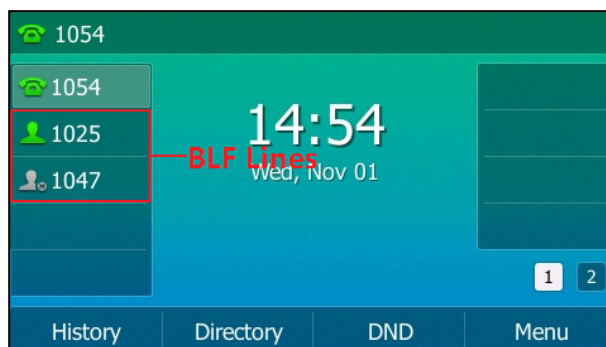 1054
1054
1025
1047
14:54
BLF Lines
Wed, Nov 01
1 2
History Directory DND Menu